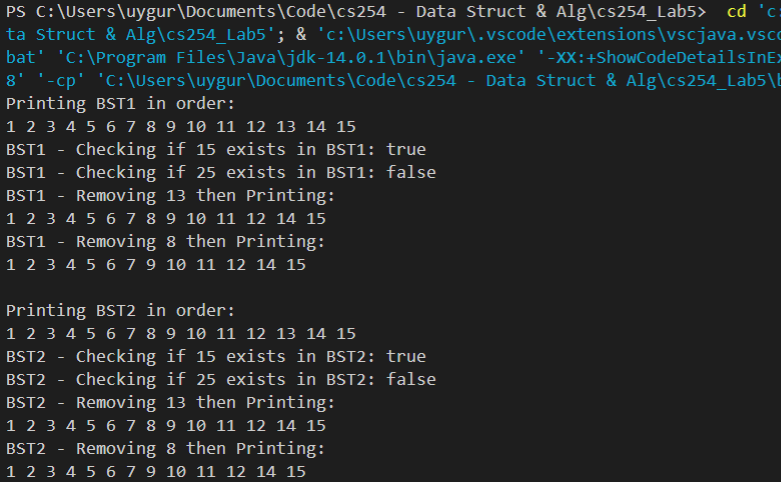 PS C:\Users\uygur\Documents\Code\cs254 - Data Struct & Alg\cs254_Lab5>  cd 'c:
ta Struct & Alg\cs254_Lab5'; & 'c:\Users\uygur\.vscode\extensions\vscjava.vsco
bat' 'C:\Program Files\Java\jdk-14.0.1\bin\java.exe' '-XX:+ShowCodeDetailsInEx
8' '-cp' 'C:\Users\uygur\Documents\Code\cs254 - Data Struct & Alg\cs254_Lab5\b
Printing BST1 in order:
1 2 3 4 5 6 7 8 9 10 11 12 13 14 15
BST1 - Checking if 15 exists in BST1: true
BST1 - Checking if 25 exists in BST1: false
BST1 - Removing 13 then Printing:
1 2 3 4 5 6 7 8 9 10 11 12 14 15
BST1 - Removing 8 then Printing:
1 2 3 4 5 6 7 9 10 11 12 14 15
Printing BST2 in order:
1 2 3 4 5 6 7 8 9 10 11 12 13 14 15
BST2 - Checking if 15 exists in BST2: true
BST2 - Checking if 25 exists in BST2: false
BST2 - Removing 13 then Printing:
1 2 3 4 5 6 7 8 9 10 11 12 14 15
BST2 - Removing 8 then Printing:
1 2 3 4 5 6 7 9 10 11 12 14 15